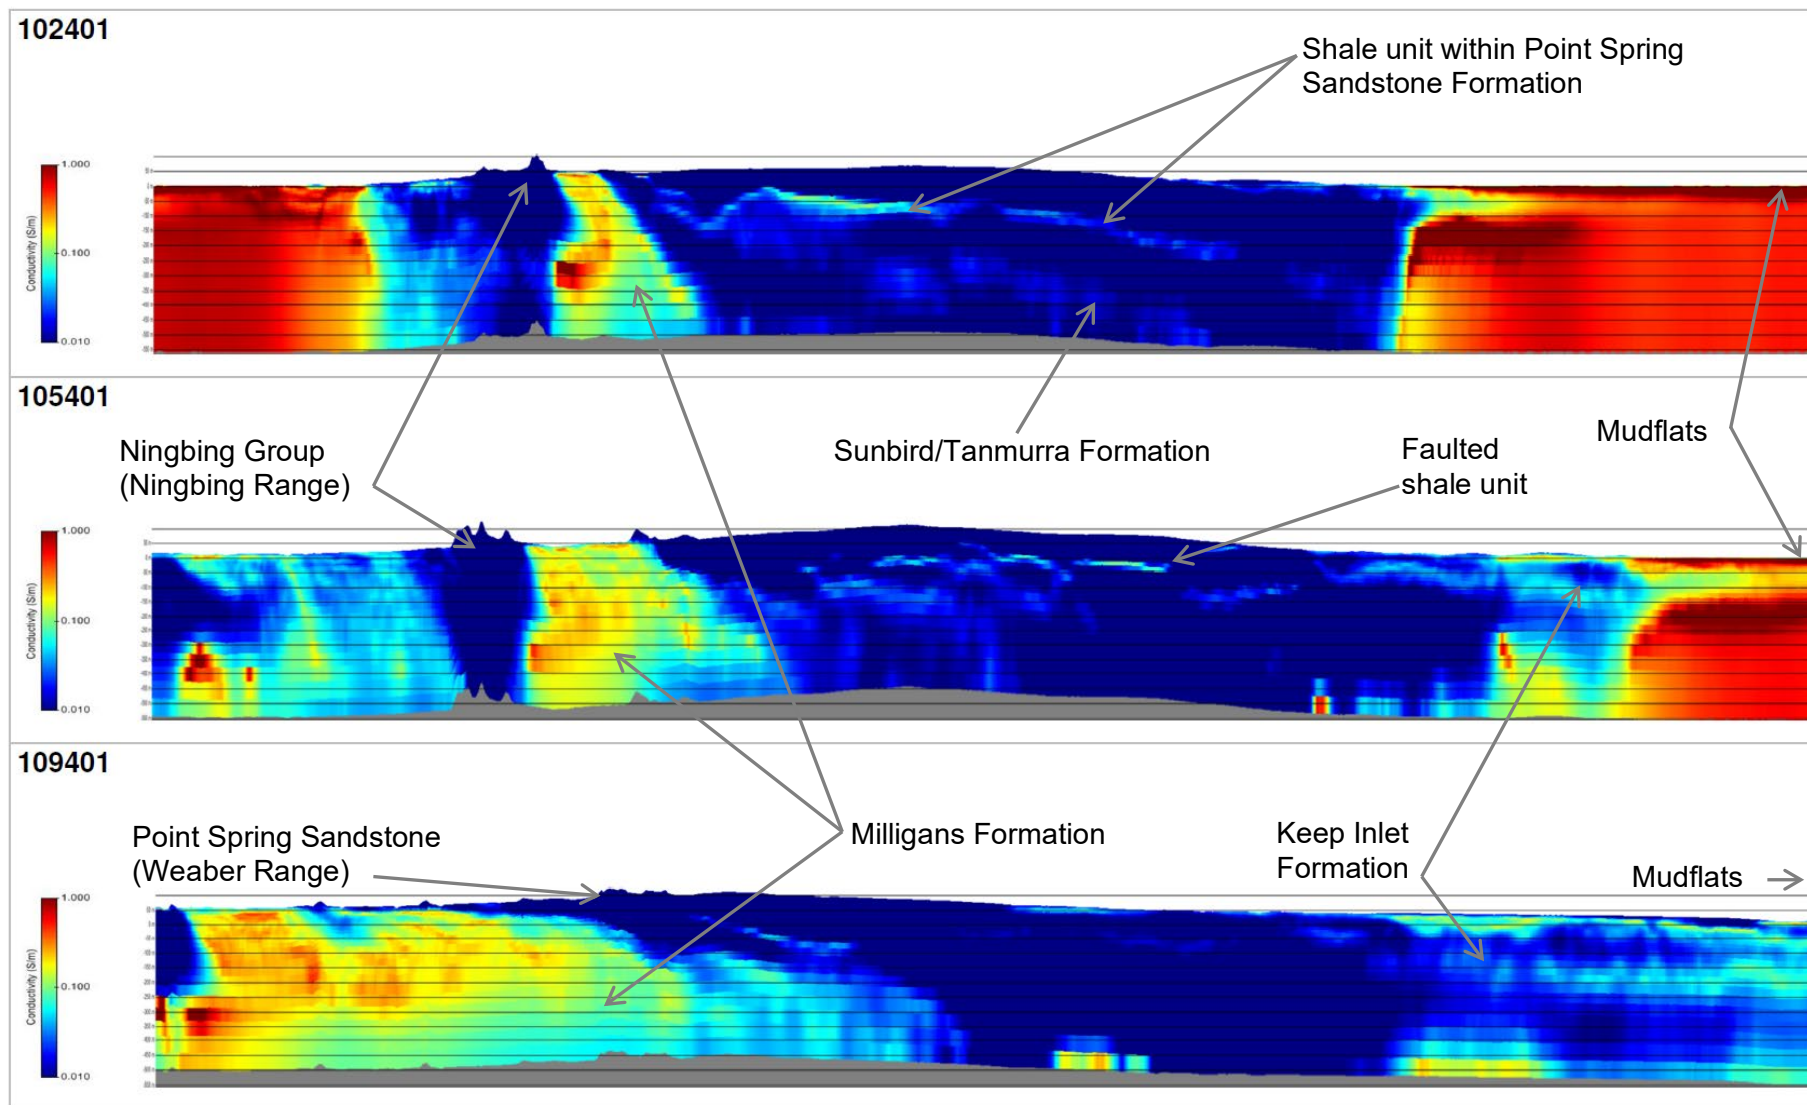 102401
Shale unit within Point Spring
Sandstone Formation
1.000
0.100
0.010
Conductivity (S/m)
105401
Ningbing Group
(Ningbing Range)
Sunbird/Tanmurra Formation
Faulted
shale unit
Mudflats
1.000
0.100
0.010
Conductivity (S/m)
109401
Point Spring Sandstone
(Weaber Range)
Milligans Formation
Keep Inlet
Formation
Mudflats
1.000
0.100
0.010
Conductivity (S/m)